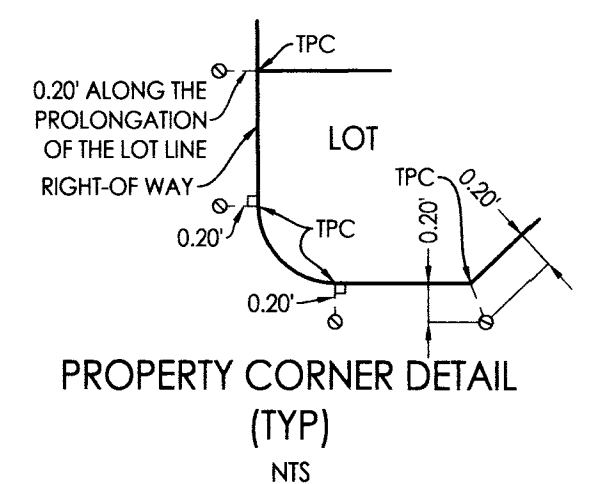 TPC
0.20' ALONG THE
PROLONGATION
OF THE LOT LINE
RIGHT-OF WAY
LOT
TPC
0.20'
0.20'
TPC
0.20'
0.20'
PROPERTY CORNER DETAIL
(TYP)
NTS